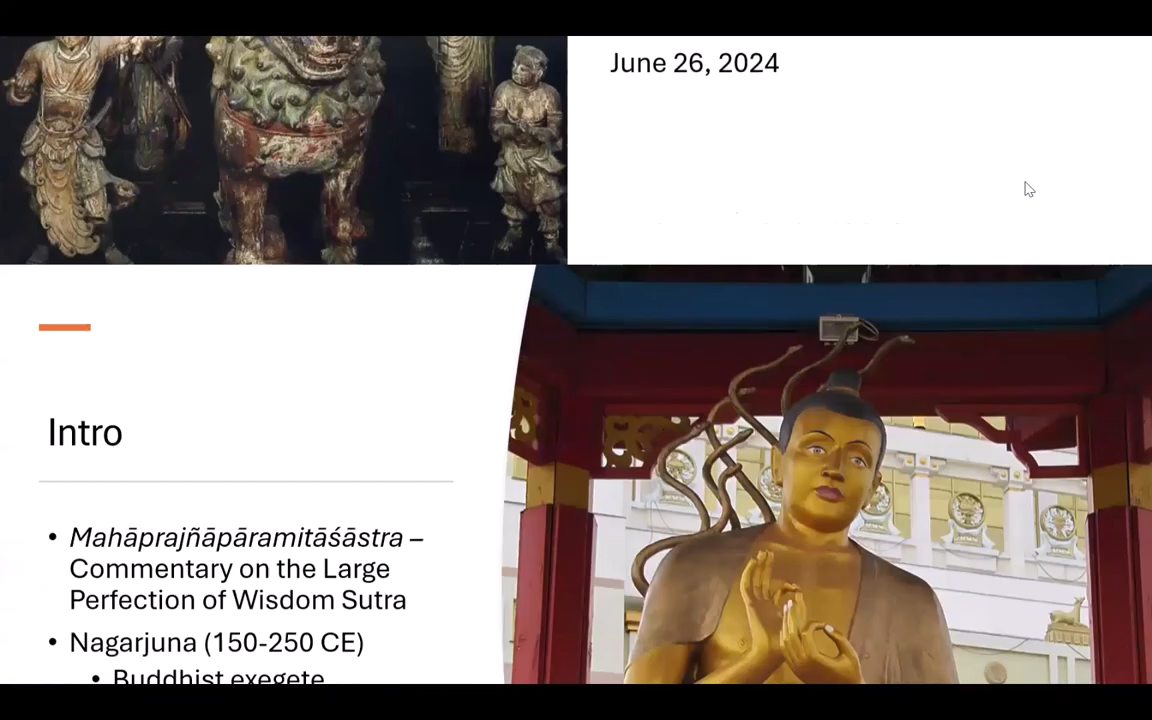 June 26, 2024
Intro
• Mahāprajñāpāramitāśāstra –
Commentary on the Large
Perfection of Wisdom Sutra
• Nagarjuna (150-250 CE)
• Buddhist exegete